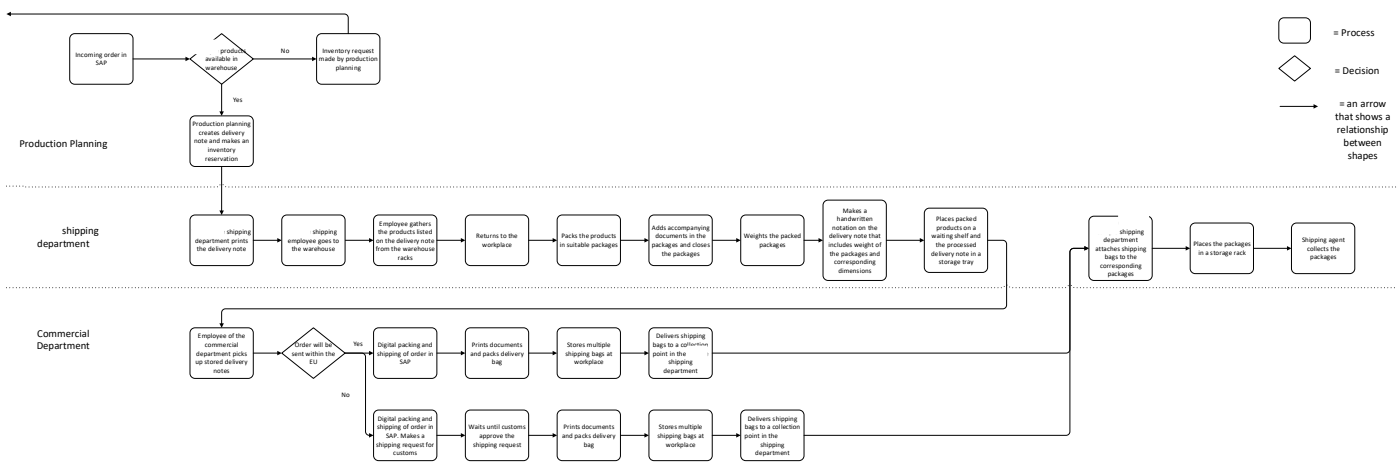 Incoming order in
SAP
products
available in
warehouse
No
Inventory request
made by production
planning
Yes
Production planning
creates delivery
note and makes an
inventory
reservation
Production Planning
= Process
= Decision
= an arrow
that shows a
relationship
between
shapes
shipping
department
shipping
department prints
the delivery note
shipping
employee goes to
the warehouse
Employee gathers
the products listed
on the delivery note
from the warehouse
racks
Returns to the
workplace
Packs the products
in suitable packages
Adds accompanying
documents in the
packages and closes
the packages
Weights the packed
packages
Makes a
handwritten
notation on the
delivery note that
includes weight of
the packages and
corresponding
dimensions
Places packed
products on a
waiting shelf and
the processed
delivery note in a
storage tray
shipping
department
attaches shipping
bags to the
corresponding
packages
Places the packages
in a storage rack
Shipping agent
collects the
packages
Commercial
Department
Employee of the
commercial
department picks
up stored delivery
notes
Order will be
sent within the
EU
Yes
No
Digital packing and
shipping of order in
SAP
Prints documents
and packs delivery
bag
Stores multiple
shipping bags at
workplace
Delivers shipping
bags to a collection
point in the
shipping
department
Digital packing and
shipping of order in
SAP. Makes a
shipping request for
customs
Waits until customs
approve the
shipping request
Prints documents
and packs delivery
bag
Stores multiple
shipping bags at
workplace
Delivers shipping
bags to a collection
point in the
shipping
department